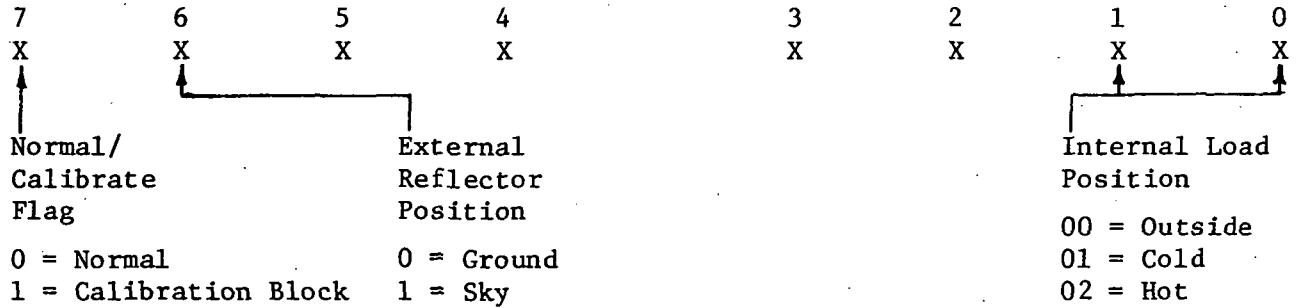 7 6 5 4 3 2 1 0
X X X X X X X X
Normal/ External Internal Load
Calibrate Reflector Position
Flag Position
00 = Outside
0 = Normal 0 = Ground 01 = Cold
1 = Calibration Block 1 = Sky 02 = Hot